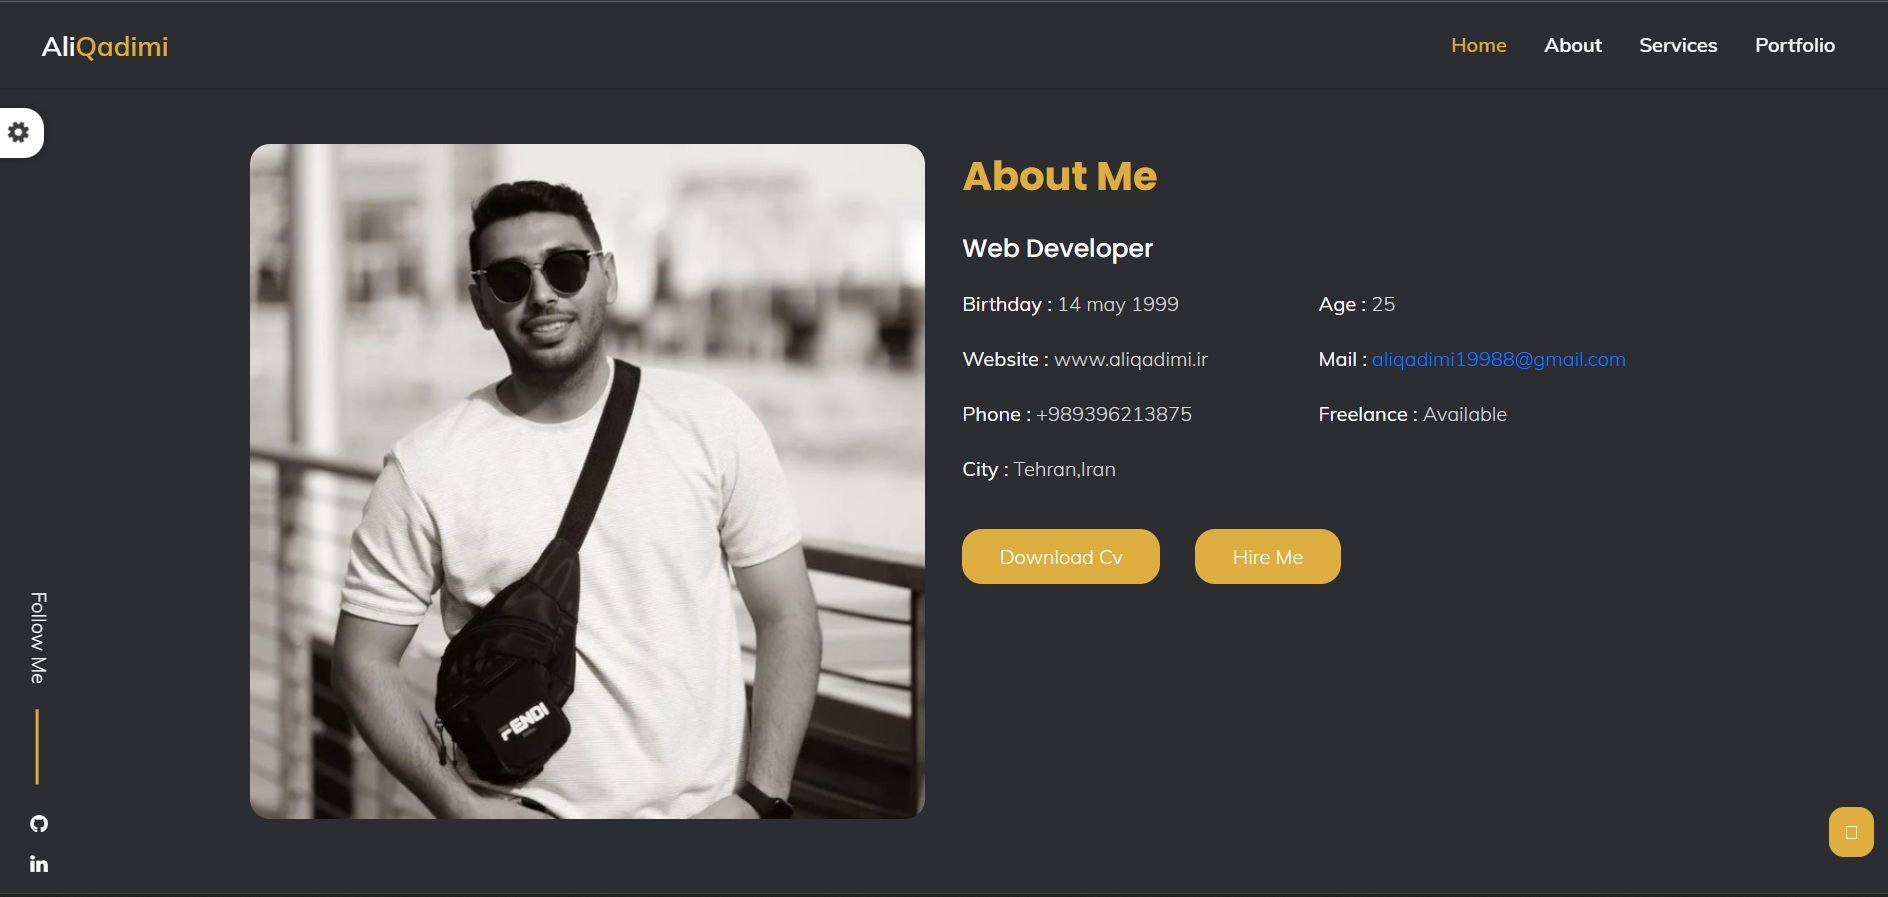 AliQadimi
Home About Services Portfolio
About Me
Web Developer
Birthday : 14 may 1999
Age : 25
Website : www.aliqadimi.ir
Mail : aliqadimi19988@gmail.com
Phone : +989396213875
Freelance : Available
City : Tehran,Iran
Download Cv
Hire Me
FENDI
Follow Me
in